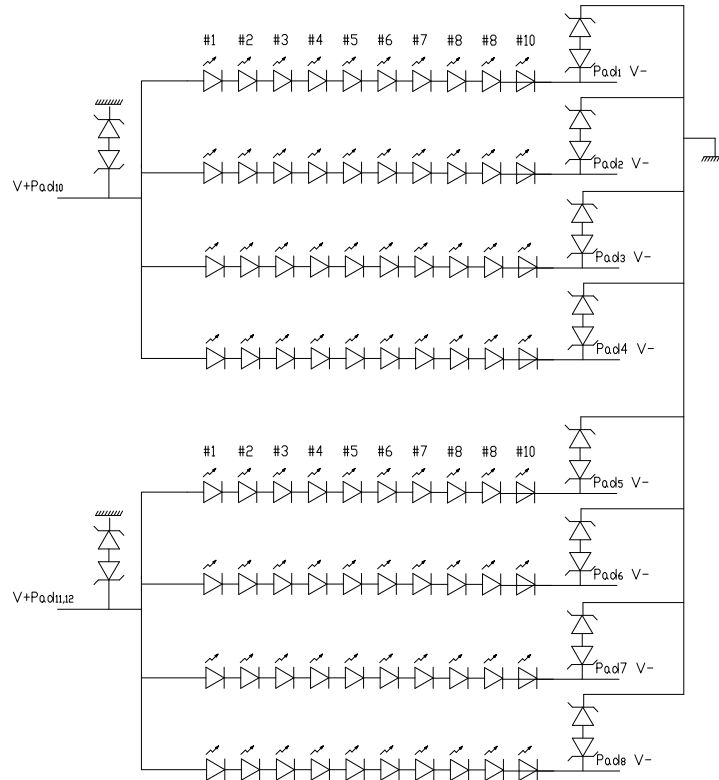 #1 #2 #3 #4 #5 #6 #7 #8 #8 #10
Pad1 V-
Pad2 V-
V+Pad10
Pad3 V-
Pad4 V-
#1 #2 #3 #4 #5 #6 #7 #8 #8 #10
Pad5 V-
Pad6 V-
V+Pad11,12
Pad7 V-
Pad8 V-